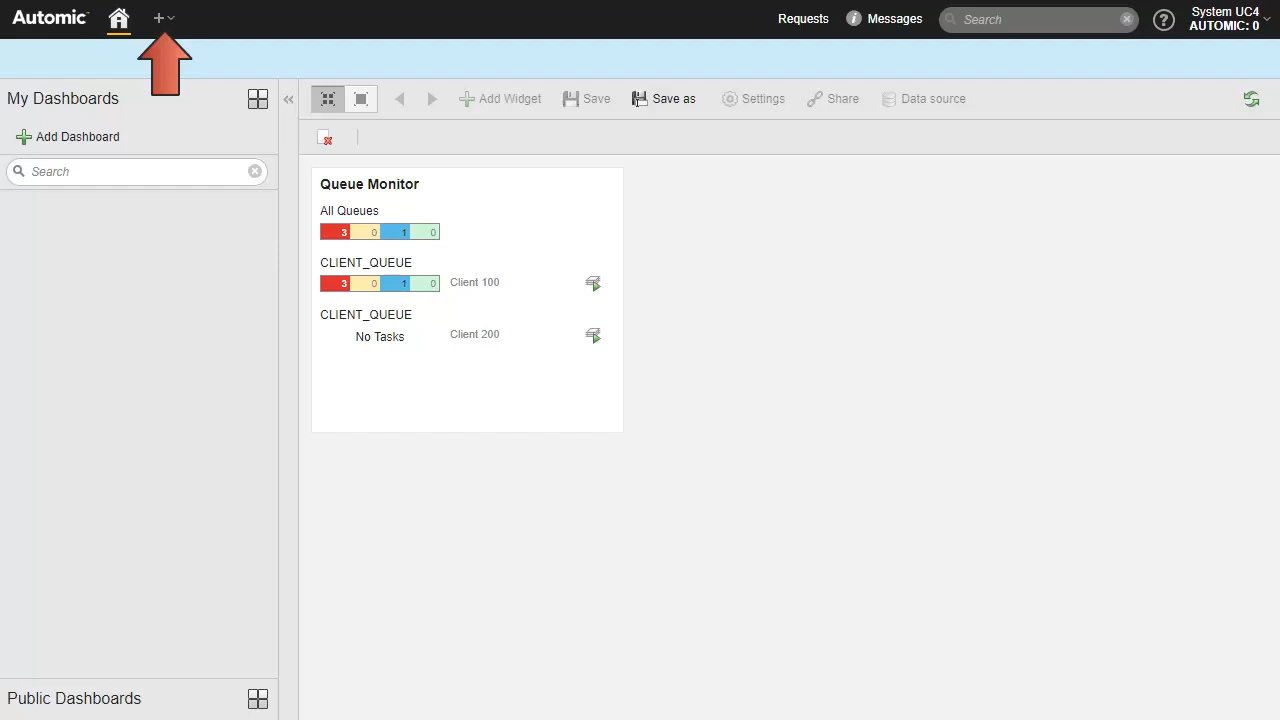 Automic
Requests
Messages
Search
System UC4
AUTOMIC: 0
My Dashboards
Add Dashboard
Search
Add Widget
Save
Save as
Settings
Share
Data source
Queue Monitor
All Queues
3 0 1 0
CLIENT_QUEUE
3 0 1 0 Client 100
CLIENT_QUEUE
No Tasks Client 200
Public Dashboards